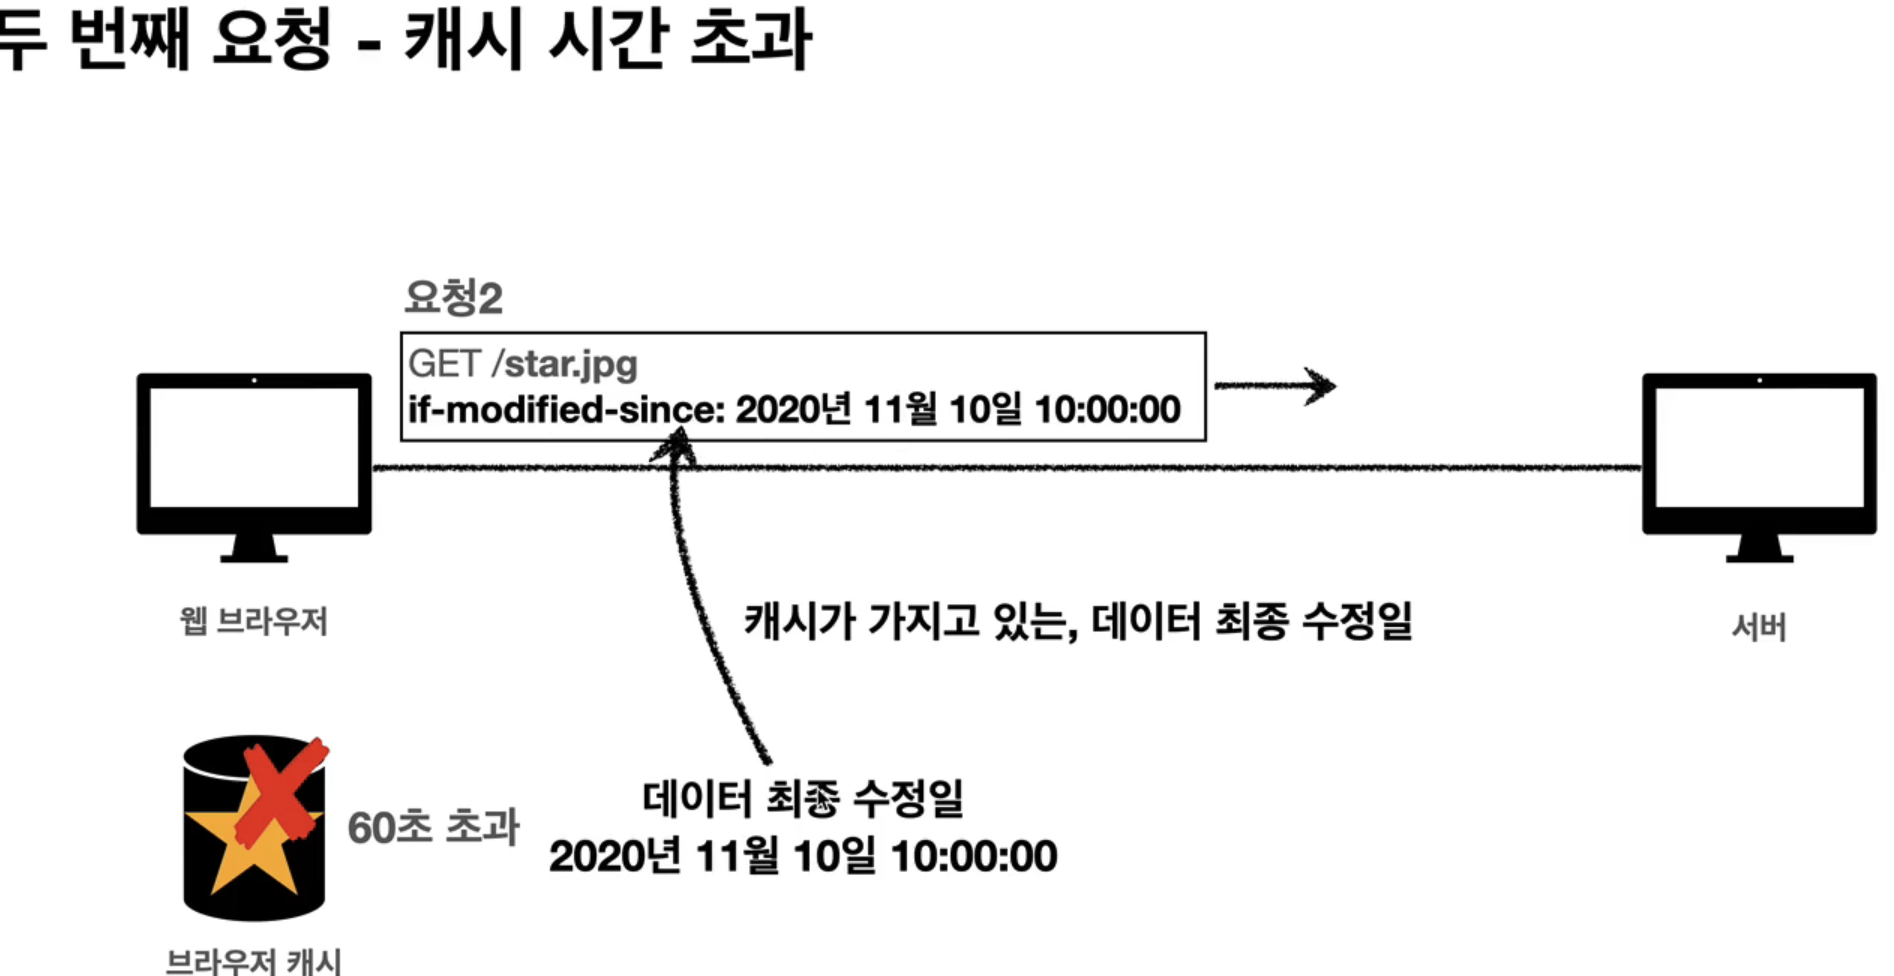 두 번째 요청 - 캐시 시간 초과
요청2
GET /star.jpg
if-modified-since: 2020년 11월 10일 10:00:00
웹 브라우저
캐시가 가지고 있는, 데이터 최종 수정일
서버
데이터 최종 수정일
60초 초과
2020년 11월 10일 10:00:00
브라우저 캐시